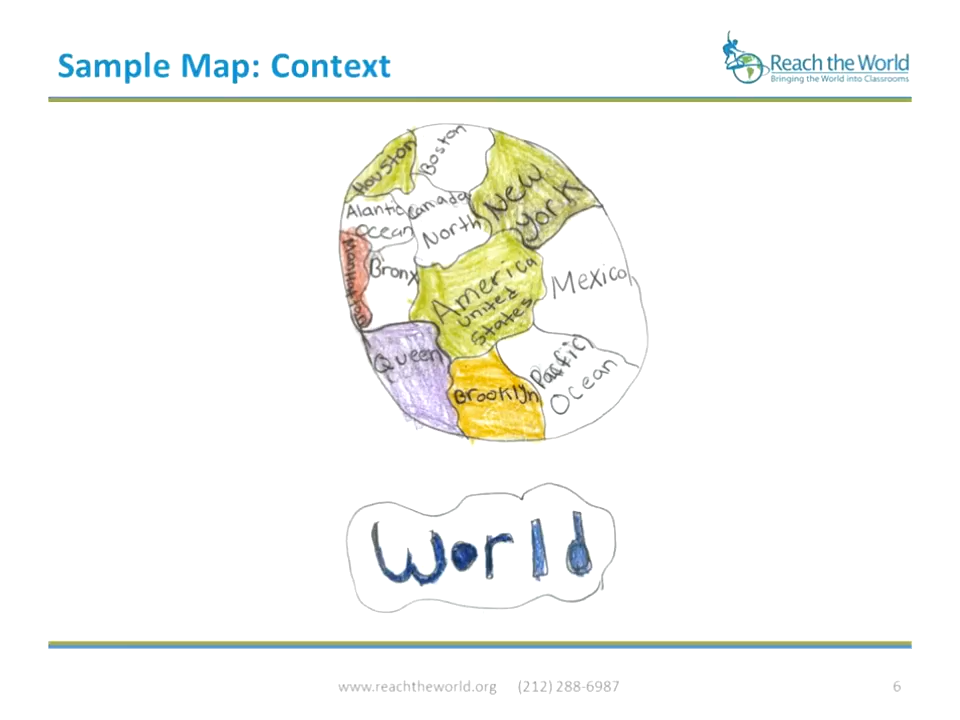 Sample Map: Context
Reach the World
Bringing the World into Classrooms
Houston
Boston
New
York
Alantic
Ocean
Canada
North
Manhattan
Bronx
America
United
States
Mexico
Queen
Brooklyn
Pacific
Ocean
World
www.reachtheworld.org (212) 288-6987
6